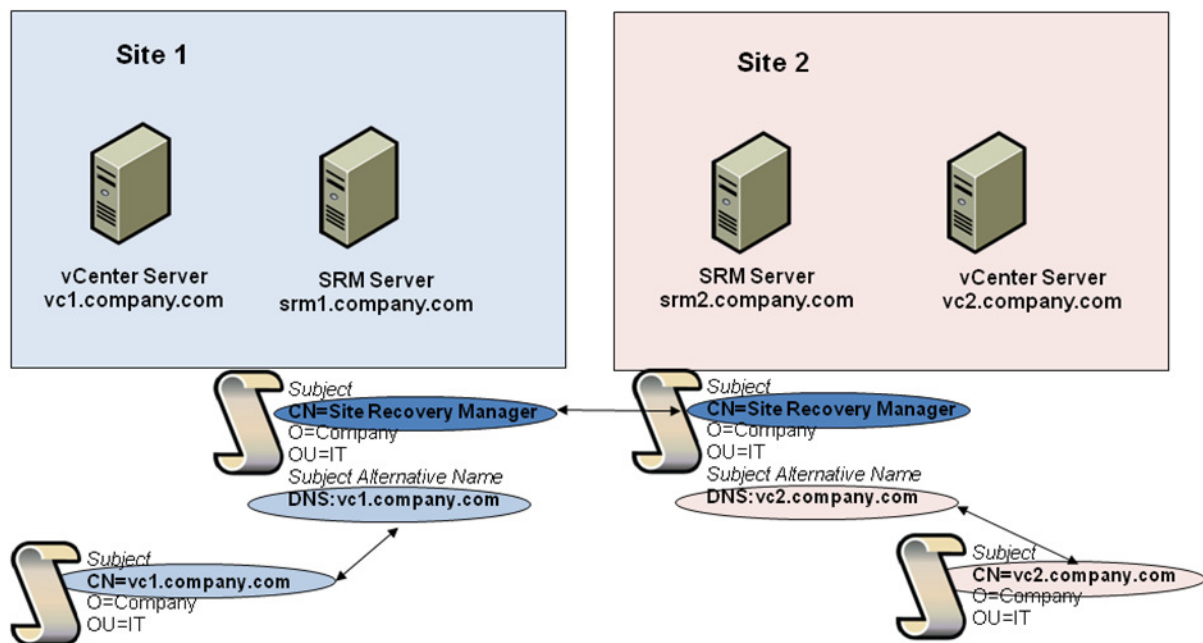 Site 1
vCenter Server
vc1.company.com
SRM Server
srm1.company.com
Site 2
SRM Server
srm2.company.com
vCenter Server
vc2.company.com
Subject
CN=Site Recovery Manager
O=Company
OU=IT
Subject Alternative Name
DNS:vc1.company.com
Subject
CN=Site Recovery Manager
O=Company
OU=IT
Subject Alternative Name
DNS:vc2.company.com
Subject
CN=vc1.company.com
O=Company
OU=IT
Subject
CN=vc2.company.com
O=Company
OU=IT